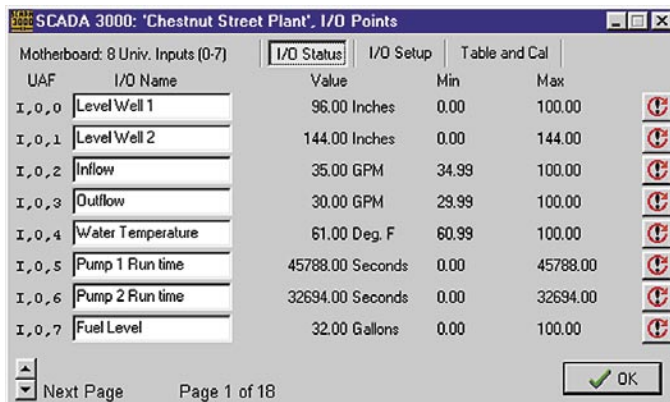 SCADA 3000
SCADA 3000: 'Chestnut Street Plant', I/O Points
Motherboard: 8 Univ. Inputs (0-7) I/O Status I/O Setup Table and Cal
UAF I/O Name Value Min Max
I,0,0 Level Well 1 96.00 Inches 0.00 100.00
I,0,1 Level Well 2 144.00 Inches 0.00 144.00
I,0,2 Inflow 35.00 GPM 34.99 100.00
I,0,3 Outflow 30.00 GPM 29.99 100.00
I,0,4 Water Temperature 61.00 Deg. F 60.99 100.00
I,0,5 Pump 1 Run time 45788.00 Seconds 0.00 45788.00
I,0,6 Pump 2 Run time 32694.00 Seconds 0.00 32694.00
I,0,7 Fuel Level 32.00 Gallons 0.00 100.00
Next Page Page 1 of 18 OK